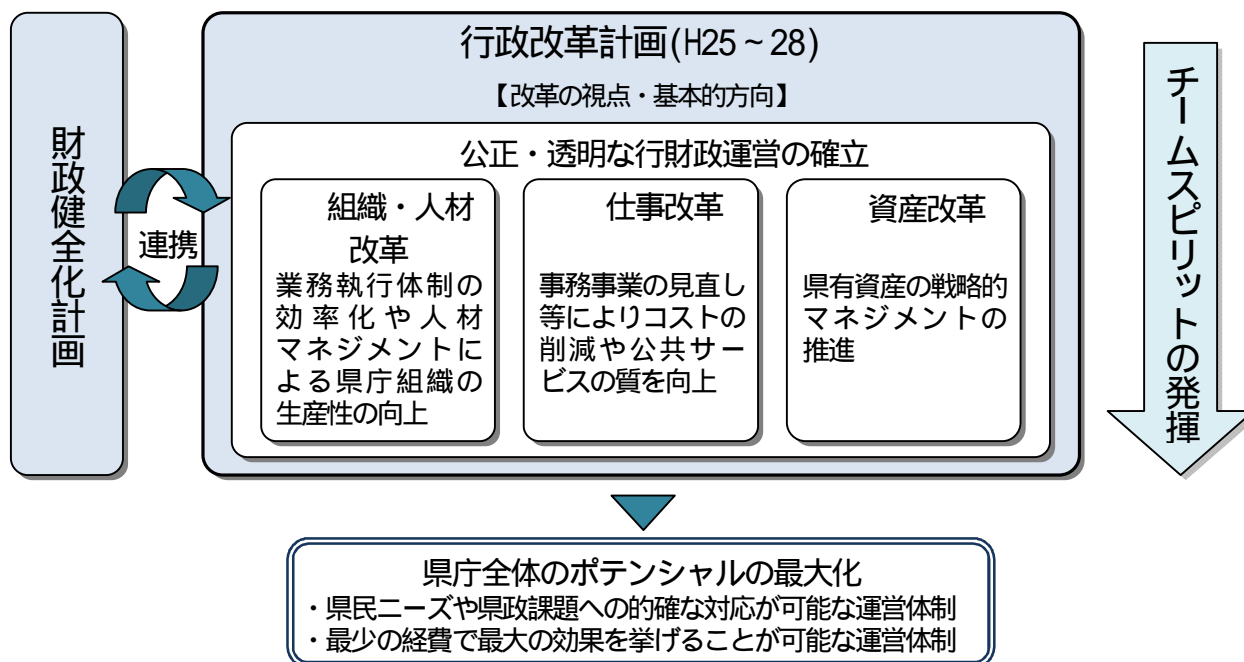 財政健全化計画
連携
行政改革計画(H25～28)
【改革の視点・基本的方向】
公正・透明な行財政運営の確立
組織・人材
改革
業務執行体制の
効率化や人材
マネジメントに
よる県庁組織の
生産性の向上
仕事改革
事務事業の見直し
等によりコストの
削減や公共サー
ビスの質を向上
資産改革
県有資産の戦略的
マネジメントの
推進
チームスピリットの発揮
県庁全体のポテンシャルの最大化
・県民ニーズや県政課題への的確な対応が可能な運営体制
・最少の経費で最大の効果を挙げることが可能な運営体制